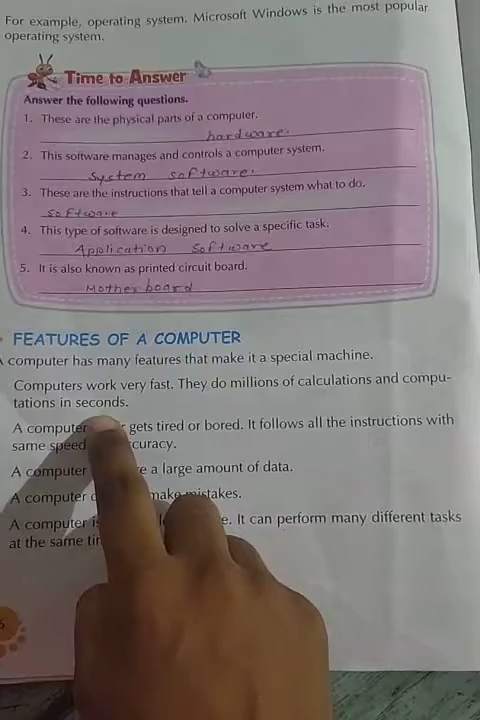 For example, operating system. Microsoft Windows is the most popular
operating system.
Time to Answer
Answer the following questions.
1. These are the physical parts of a computer.
hardware.
2. This software manages and controls a computer system.
System software.
3. These are the instructions that tell a computer system what to do.
software
4. This type of software is designed to solve a specific task.
Application software
5. It is also known as printed circuit board.
Motherboard
FEATURES OF A COMPUTER
A computer has many features that make it a special machine.
Computers work very fast. They do millions of calculations and compu-
tations in seconds.
A computer gets tired or bored. It follows all the instructions with
same speed
A computer a large amount of data.
A computer make mistakes.
A computer It can perform many different tasks
at the same